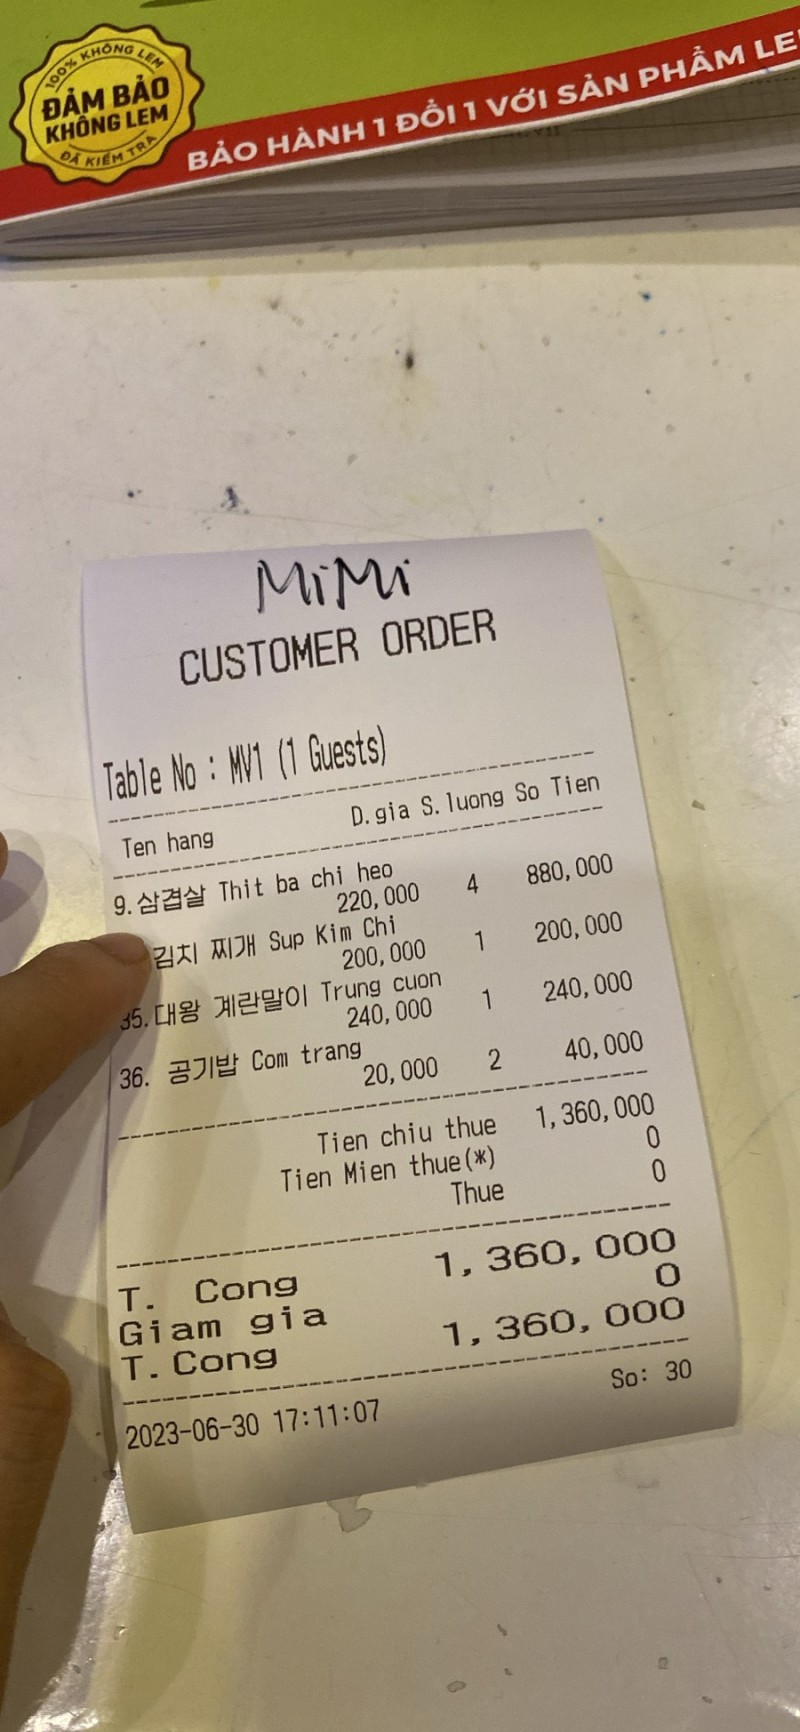 100% KHÔNG LEM
ĐẢM BẢO
KHÔNG LEM
ĐÃ KIỂM TRA
BẢO HÀNH 1 ĐỔI 1 VỚI SẢN PHẨM LE
MiMi
CUSTOMER ORDER
Table No : MV1 (1 Guests)
Ten hang D.gia S.luong So Tien
9.삼겹살 Thit ba chi heo
220,000 4 880,000
김치 찌개 Sup Kim Chi
200,000 1 200,000
35.대왕 계란말이 Trung cuon
240,000 1 240,000
36. 공기밥 Com trang
20,000 2 40,000
Tien chiu thue 1,360,000
Tien Mien thue(*) 0
Thue 0
T. Cong 1,360,000
Giam gia 0
T.Cong 1,360,000
So: 30
2023-06-30 17:11:07